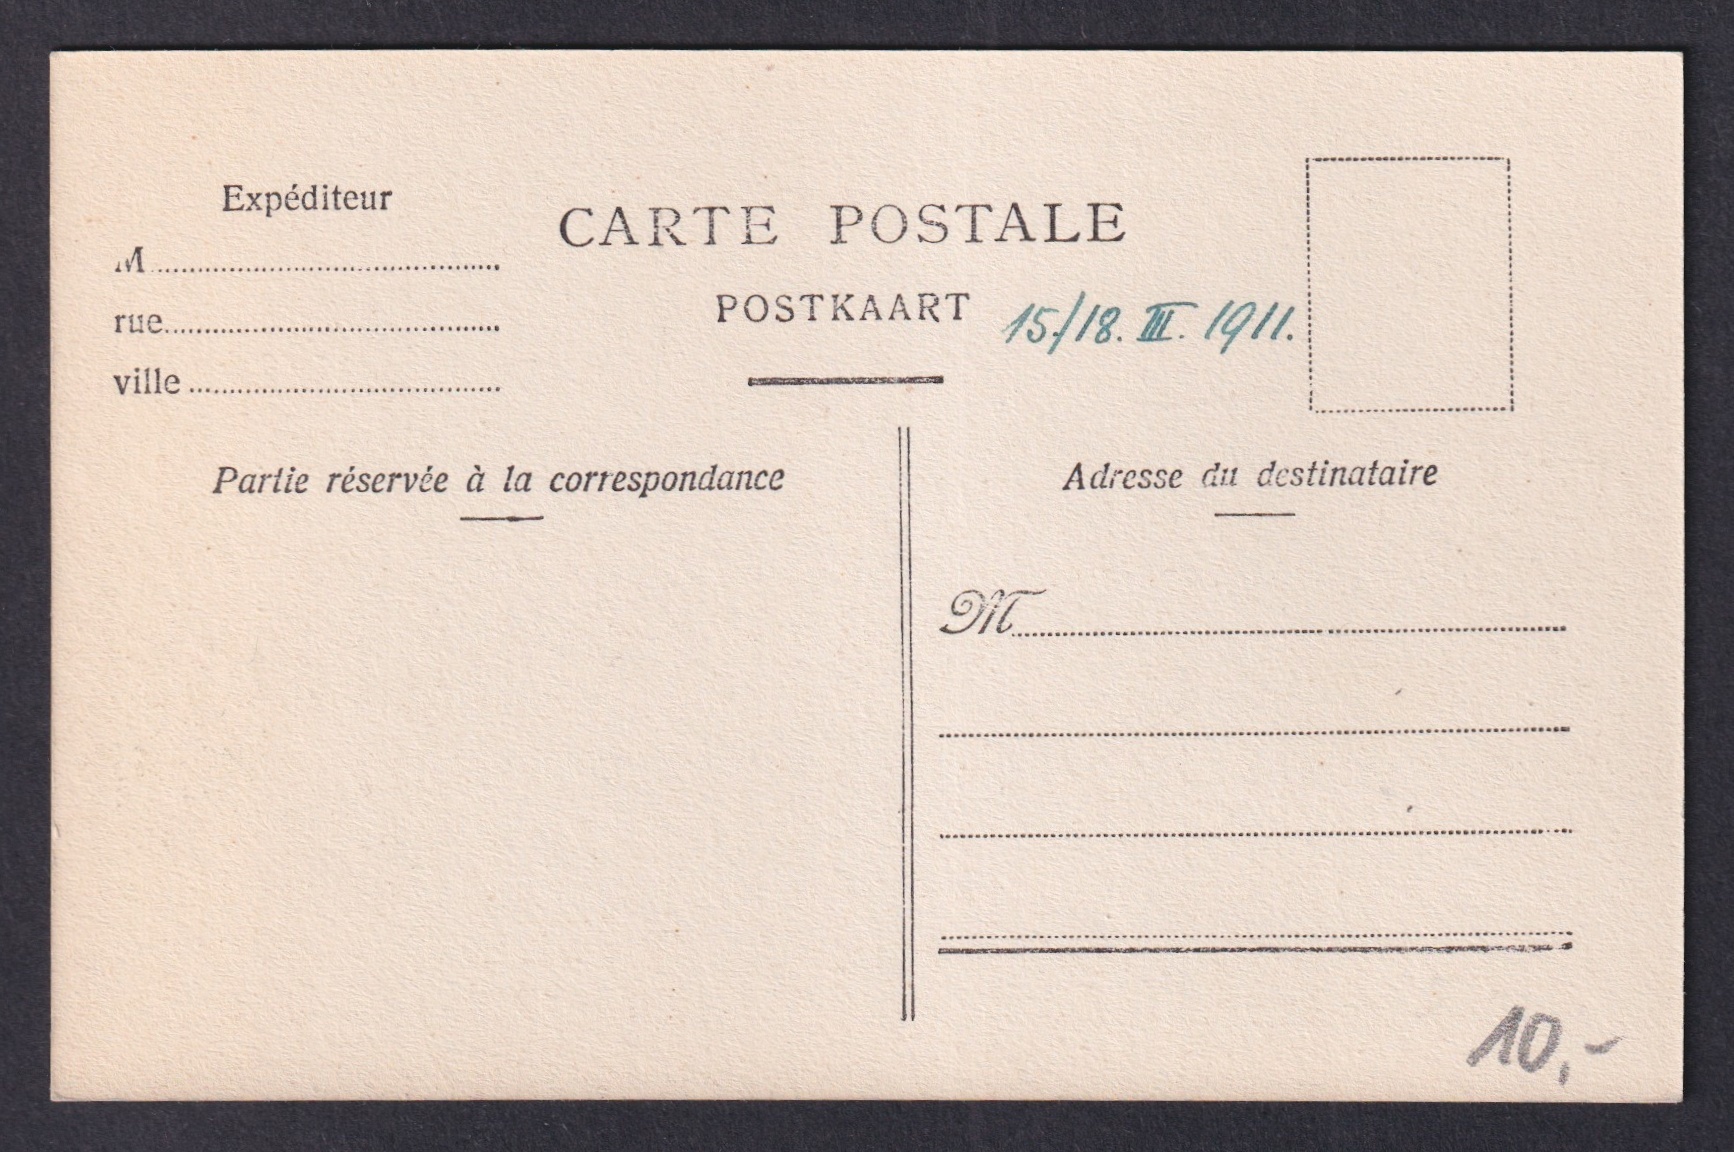 Expéditeur
M
rue
ville
CARTE POSTALE
POSTKAART
15./18. III. 1911.
Partie réservée à la correspondance
Adresse du destinataire
M
10,-